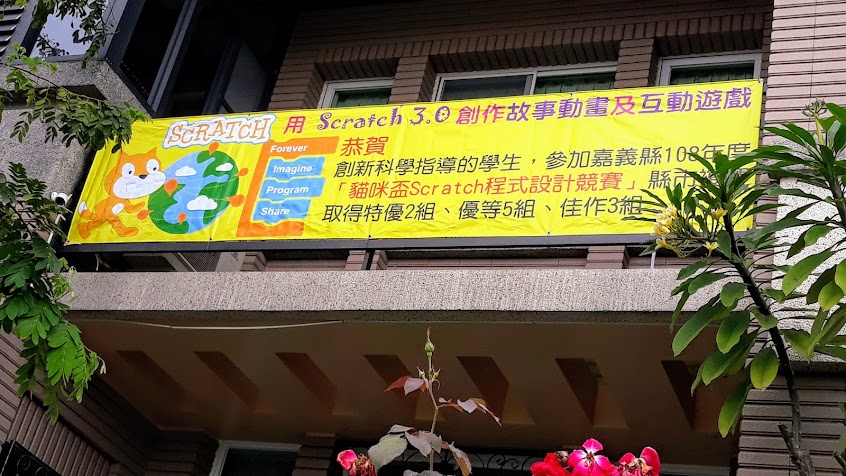 SCRATCH
用 Scratch 3.0 創作故事動畫及互動遊戲
Forever
Imagine
Program
Share
恭賀
創新科學指導的學生，參加嘉義縣108年度
「貓咪盃Scratch程式設計競賽」縣市
取得特優2組、優等5組、佳作3組